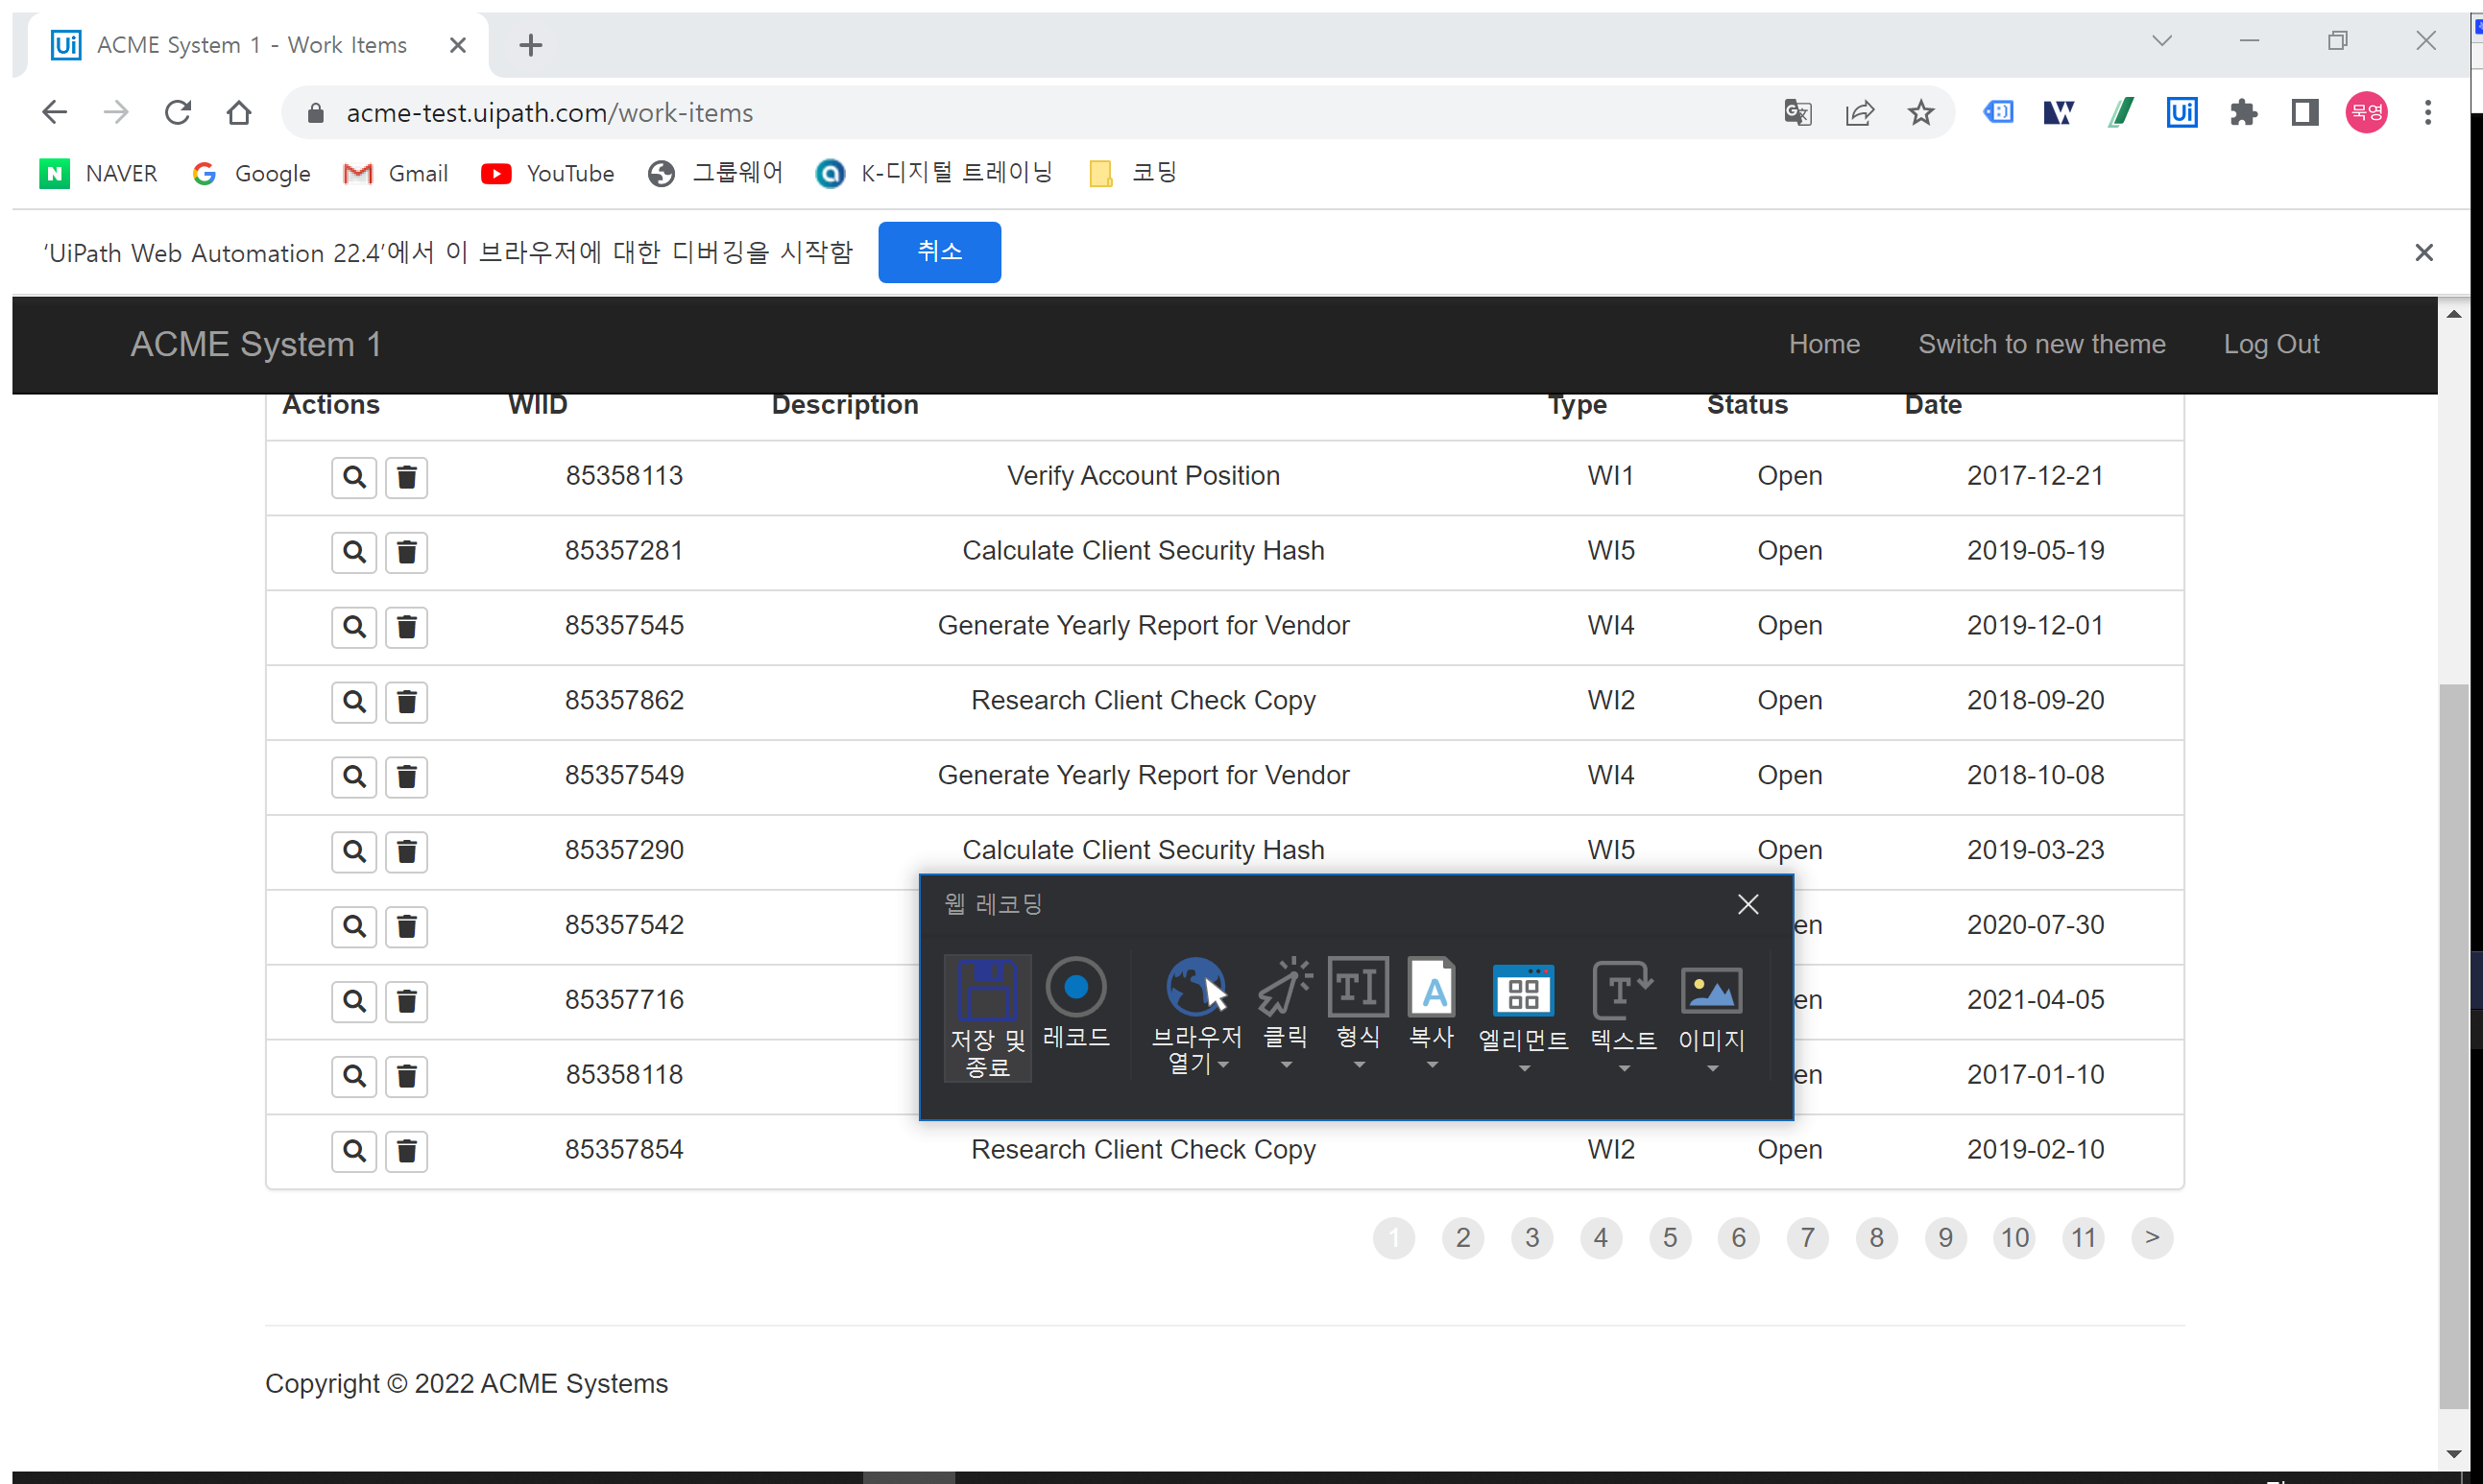 Ui ACME System 1 - Work Items
acme-test.uipath.com/work-items
Ui
묵영
N NAVER Google Gmail YouTube 그룹웨어 K-디지털 트레이닝 코딩
'UiPath Web Automation 22.4'에서 이 브라우저에 대한 디버깅을 시작함 취소
ACME System 1 Home Switch to new theme Log Out
Actions WIID Description Type Status Date
85358113 Verify Account Position WI1 Open 2017-12-21
85357281 Calculate Client Security Hash WI5 Open 2019-05-19
85357545 Generate Yearly Report for Vendor WI4 Open 2019-12-01
85357862 Research Client Check Copy WI2 Open 2018-09-20
85357549 Generate Yearly Report for Vendor WI4 Open 2018-10-08
85357290 Calculate Client Security Hash WI5 Open 2019-03-23
85357542 en 2020-07-30
85357716 en 2021-04-05
85358118 en 2017-01-10
웹 레코딩
저장 및 종료 레코드 브라우저 열기 클릭 형식 복사 엘리먼트 텍스트 이미지
85357854 Research Client Check Copy WI2 Open 2019-02-10
1 2 3 4 5 6 7 8 9 10 11 >
Copyright © 2022 ACME Systems